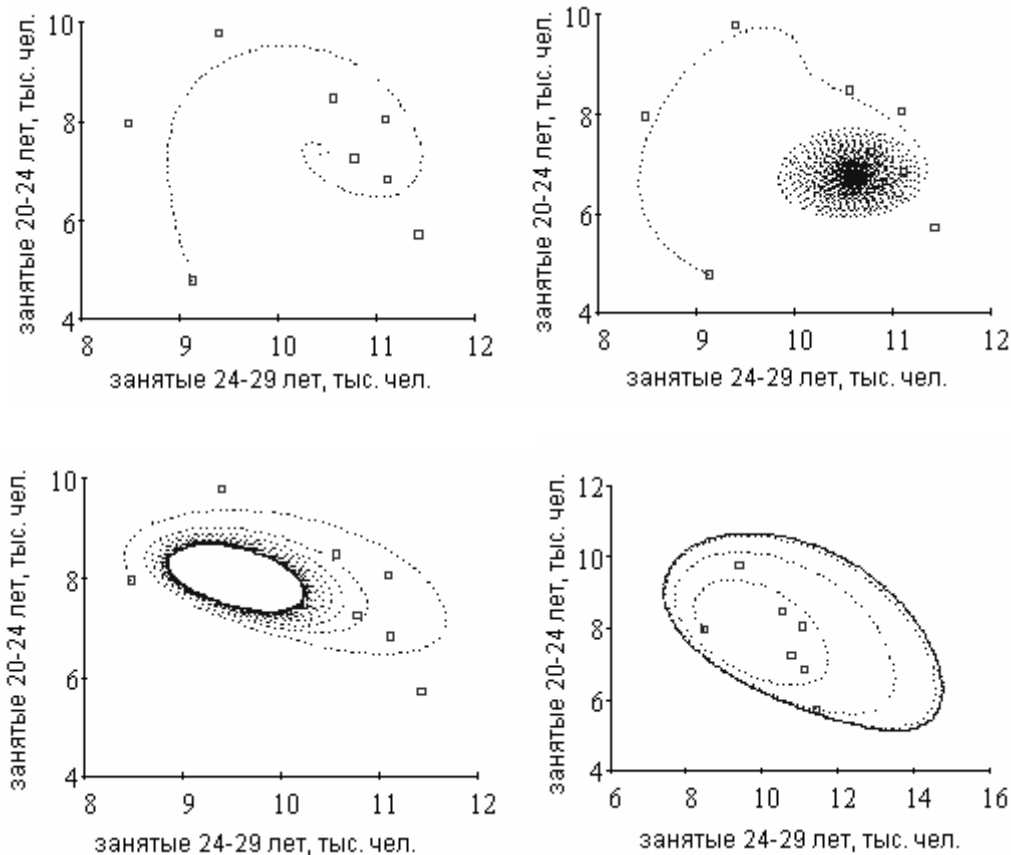 занятые 20-24 лет, тыс. чел.
10
8
6
4
8 9 10 11 12
занятые 24-29 лет, тыс. чел.
занятые 20-24 лет, тыс. чел.
10
8
6
4
8 9 10 11 12
занятые 24-29 лет, тыс. чел.
занятые 20-24 лет, тыс. чел.
10
8
6
4
8 9 10 11 12
занятые 24-29 лет, тыс. чел.
занятые 20-24 лет, тыс. чел.
12
10
8
6
4
6 8 10 12 14 16
занятые 24-29 лет, тыс. чел.